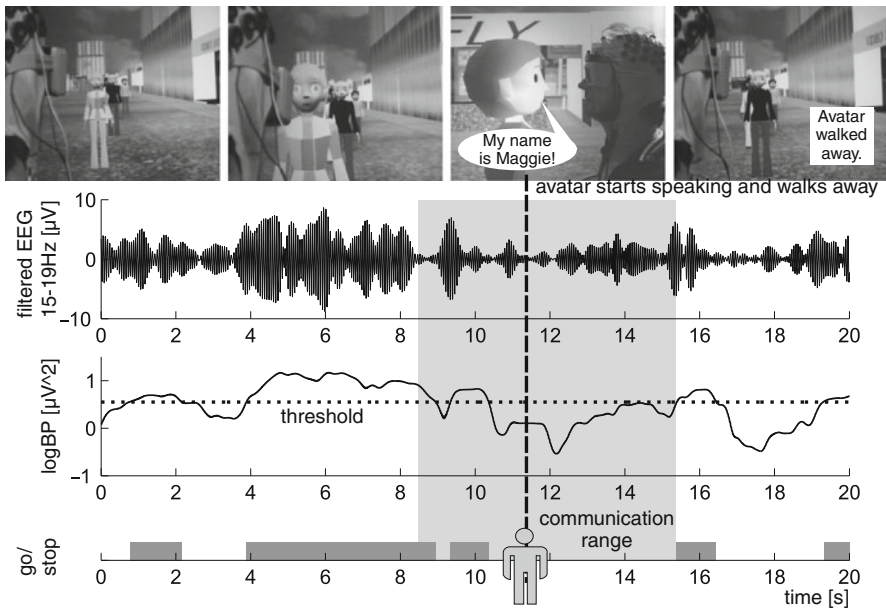 FLY
My name
is Maggie!
Avatar
walked
away.
avatar starts speaking and walks away
filtered EEG
15-19Hz [µV]
10
0
−10
0 2 4 6 8 10 12 14 16 18 20
logBP [µV^2]
1
0
−1
threshold
0 2 4 6 8 10 12 14 16 18 20
go/
stop
communication
range
0 2 4 6 8 10 12 14 16 18 20
time [s]